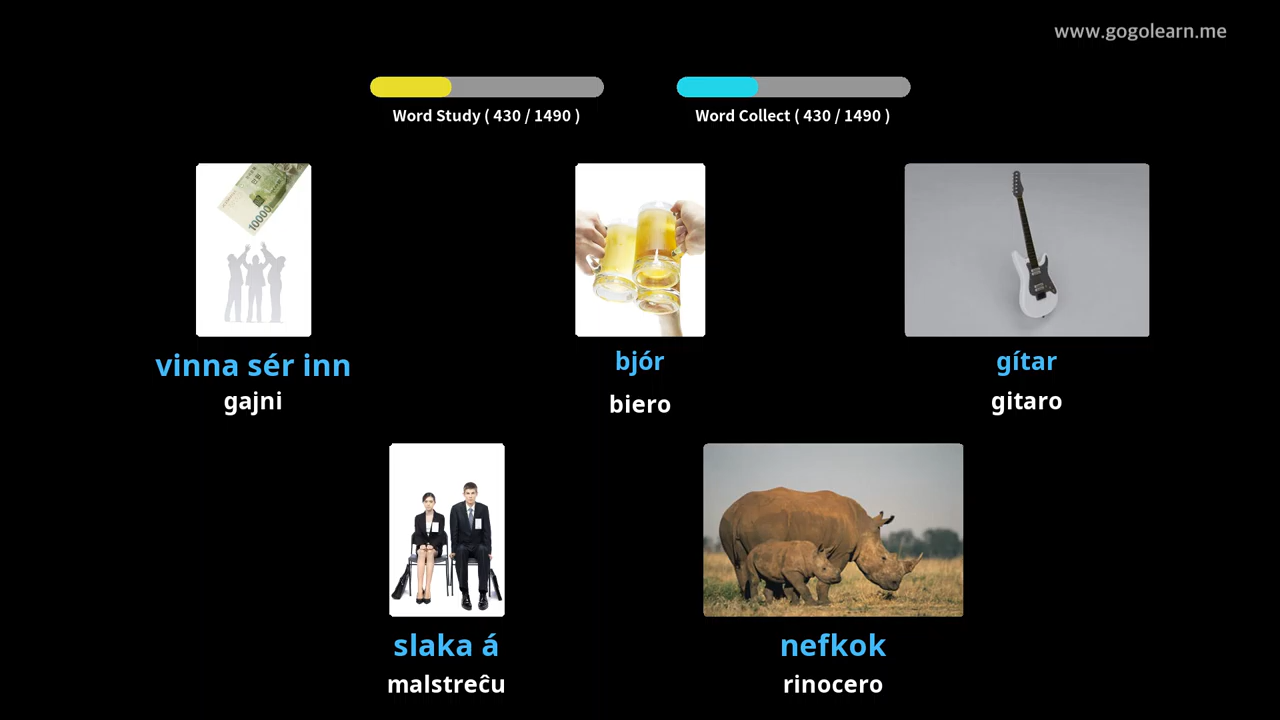 www.gogolearn.me
Word Study ( 430 / 1490 )
Word Collect ( 430 / 1490 )
10000
vinna sér inn
gajni
bjór
biero
gítar
gitaro
slaka á
malstreĉu
nefkok
rinocero